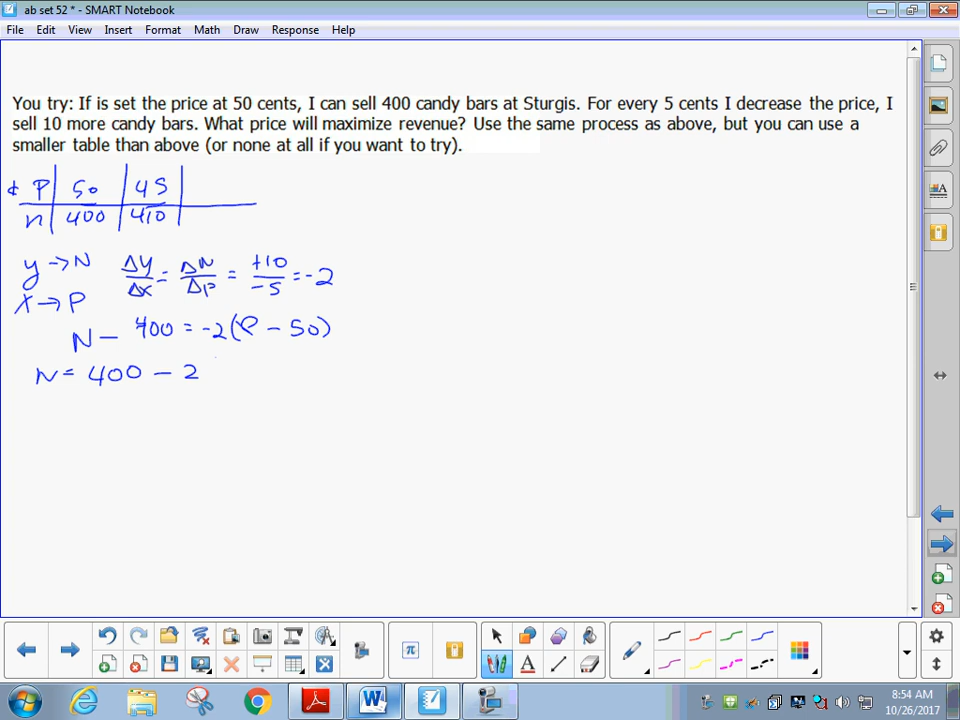 ab set 52 * - SMART Notebook
File Edit View Insert Format Math Draw Response Help
You try: If is set the price at 50 cents, I can sell 400 candy bars at Sturgis. For every 5 cents I decrease the price, I
sell 10 more candy bars. What price will maximize revenue? Use the same process as above, but you can use a
smaller table than above (or none at all if you want to try).
¢ P 50 45
n 400 410
y → N ΔY/ΔX = ΔN/ΔP = +10/-5 = -2
X → P
N - 400 = -2(P - 50)
N = 400 - 2
8:54 AM
10/26/2017